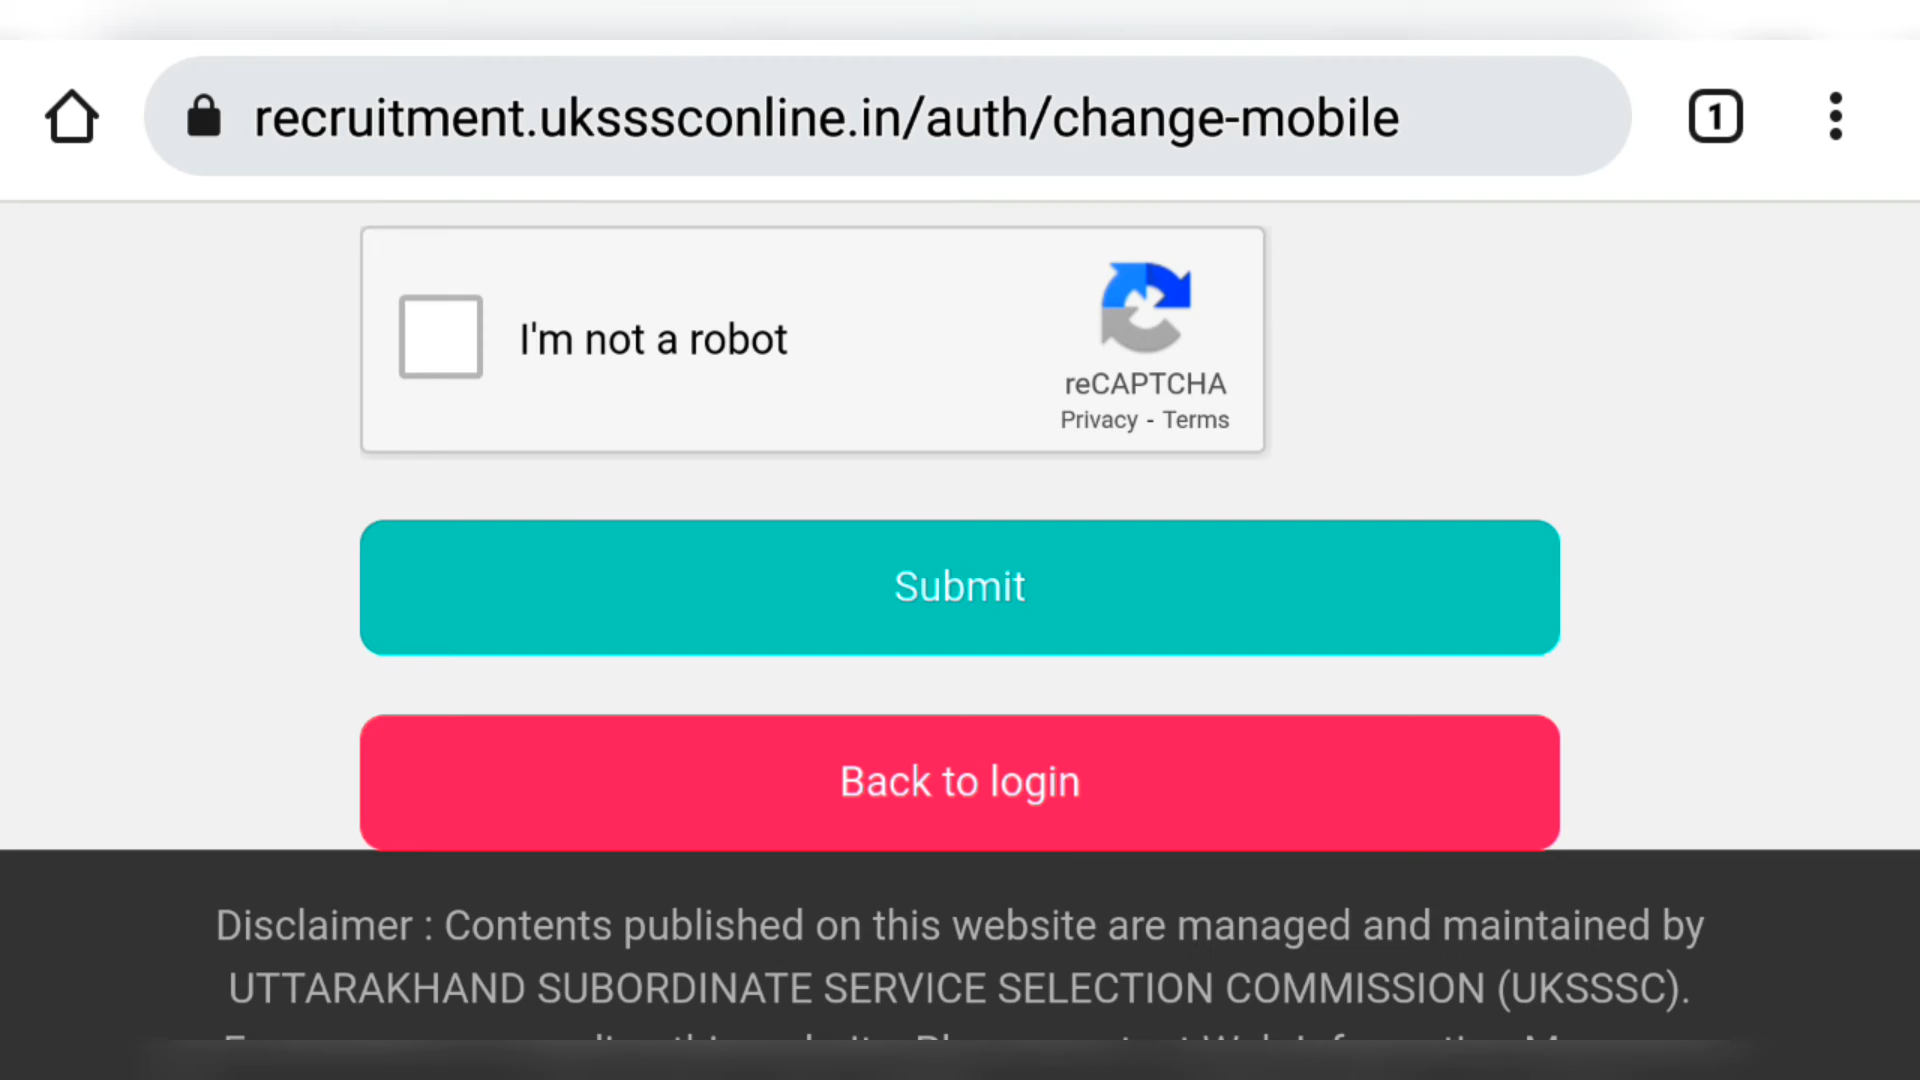 recruitment.uksssconline.in/auth/change-mobile
1
I'm not a robot
reCAPTCHA
Privacy - Terms
Submit
Back to login
Disclaimer : Contents published on this website are managed and maintained by
UTTARAKHAND SUBORDINATE SERVICE SELECTION COMMISSION (UKSSSC).